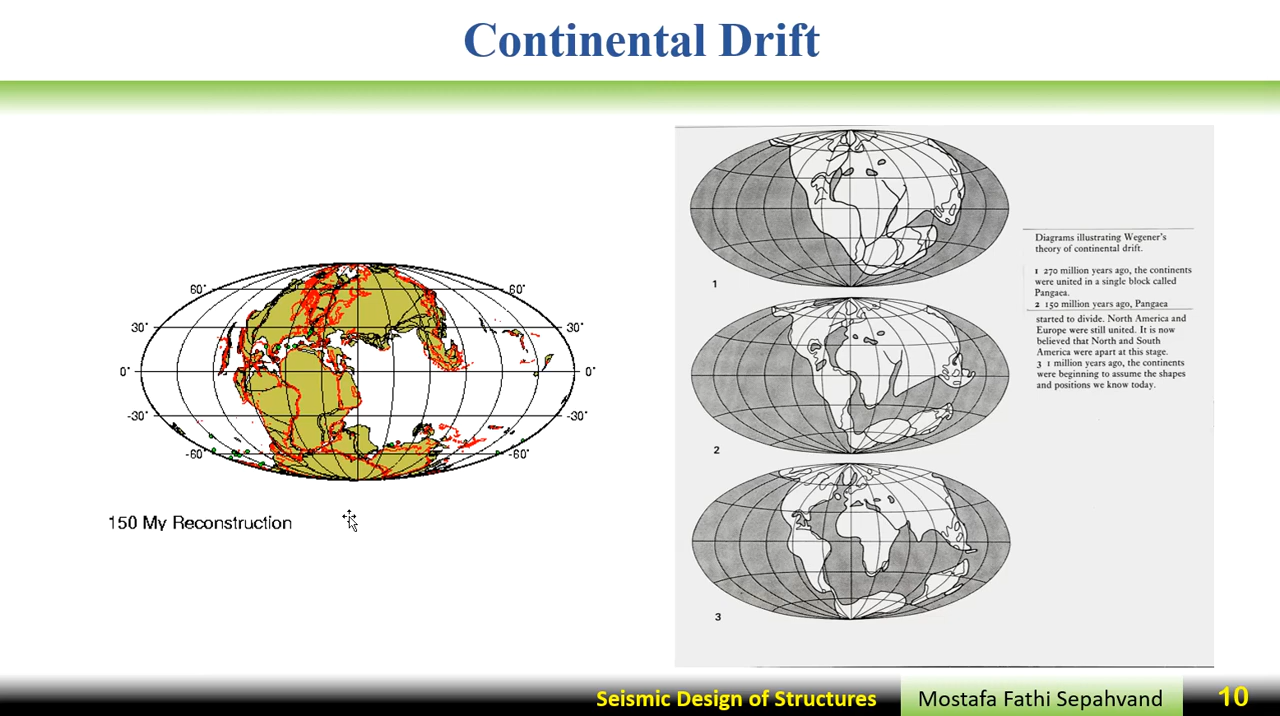 Continental Drift
60°
60°
30°
30°
0°
0°
-30°
-30°
-60°
-60°
150 My Reconstruction
1
2
3
Diagrams illustrating Wegener's
theory of continental drift.
1 270 million years ago, the continents
were united in a single block called
Pangaea.
2 150 million years ago, Pangaea
started to divide. North America and
Europe were still united. It is now
believed that North and South
America were apart at this stage.
3 1 million years ago, the continents
were beginning to assume the shapes
and positions we know today.
Seismic Design of Structures
Mostafa Fathi Sepahvand
10